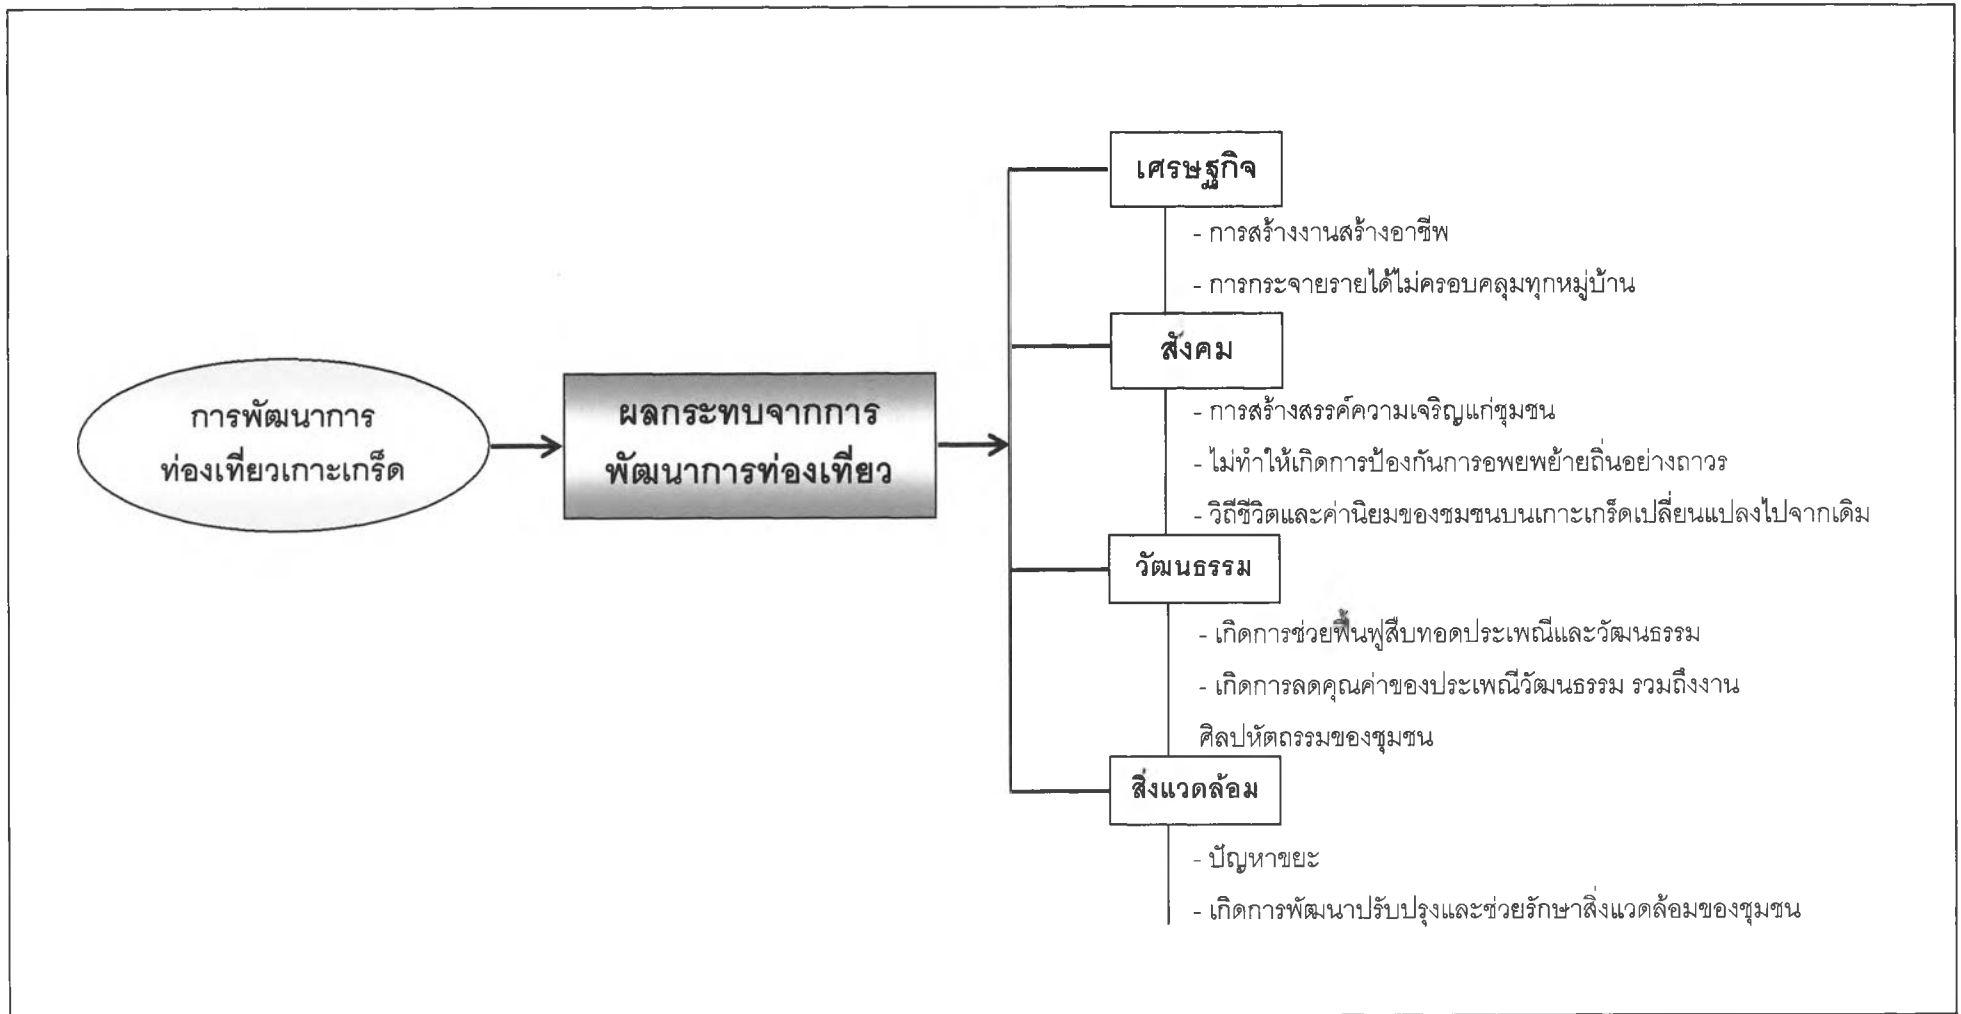 การพัฒนาการ
ท่องเที่ยวเกาะเกร็ด
ผลกระทบจากการ
พัฒนาการท่องเที่ยว
เศรษฐกิจ
- การสร้างงานสร้างอาชีพ
- การกระจายรายได้ไม่ครอบคลุมทุกหมู่บ้าน
สังคม
- การสร้างสรรค์ความเจริญแก่ชุมชน
- ไม่ทำให้เกิดการป้องกันการอพยพย้ายถิ่นอย่างถาวร
- วิถีชีวิตและค่านิยมของชุมชนบนเกาะเกร็ดเปลี่ยนแปลงไปจากเดิม
วัฒนธรรม
- เกิดการช่วยฟื้นฟูสืบทอดประเพณีและวัฒนธรรม
- เกิดการลดคุณค่าของประเพณีวัฒนธรรม รวมถึงงาน
ศิลปหัตถรรมของชุมชน
สิ่งแวดล้อม
- ปัญหาขยะ
- เกิดการพัฒนาปรับปรุงและช่วยรักษาสิ่งแวดล้อมของชุมชน